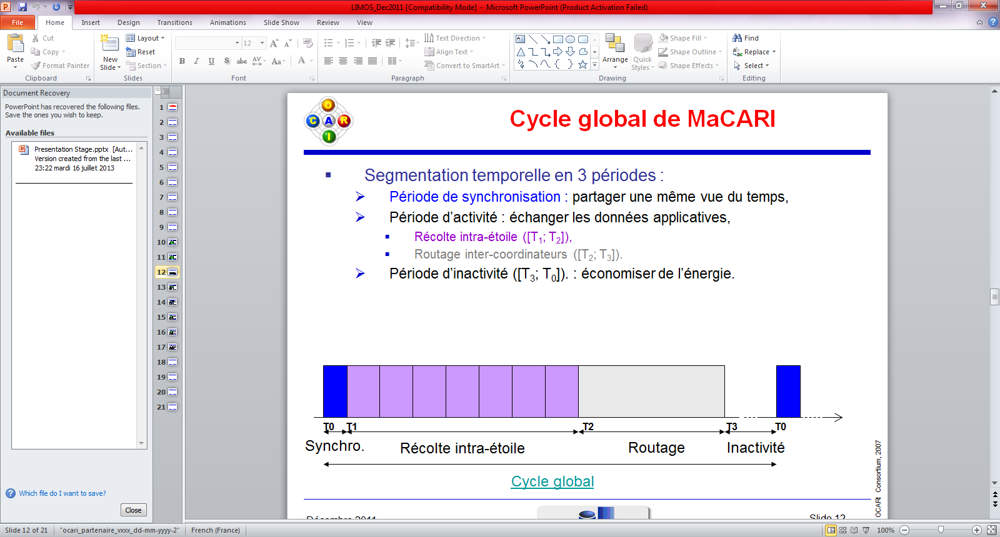 LIMOS_Dec2011 [Compatibility Mode] - Microsoft PowerPoint (Product Activation Failed)
File Home Insert Design Transitions Animations Slide Show Review View
Paste
Cut
Copy
Format Painter
Clipboard
New
Slide
Layout
Reset
Section
Slides
12
B I U S abc AV Aa A
Font
Text Direction
Align Text
Convert to SmartArt
Paragraph
Arrange
Quick
Styles
Shape Fill
Shape Outline
Shape Effects
Drawing
Find
Replace
Select
Editing
Document Recovery
PowerPoint has recovered the following files.
Save the ones you wish to keep.
Available files
Presentation Stage.pptx [Aut...
Version created from the last ...
23:22 mardi 16 juillet 2013
Which file do I want to save?
Close
1
2
3
4
5
6
7
8
9
10
11
12
13
14
15
16
17
18
19
20
21
O
C A R
I
Cycle global de MaCARI
Segmentation temporelle en 3 périodes :
Période de synchronisation : partager une même vue du temps,
Période d’activité : échanger les données applicatives,
Récolte intra-étoile ([T1; T2]),
Routage inter-coordinateurs ([T2; T3]).
Période d’inactivité ([T3; T0]). : économiser de l’énergie.
T0 T1 T2 T3 T0
Synchro. Récolte intra-étoile Routage Inactivité
Cycle global
OCARI Consortium, 2007
Décembre 2011
Slide 12
Slide 12 of 21 "ocari_partenaire_vxxx_dd-mm-yyyy-2" French (France) 100%